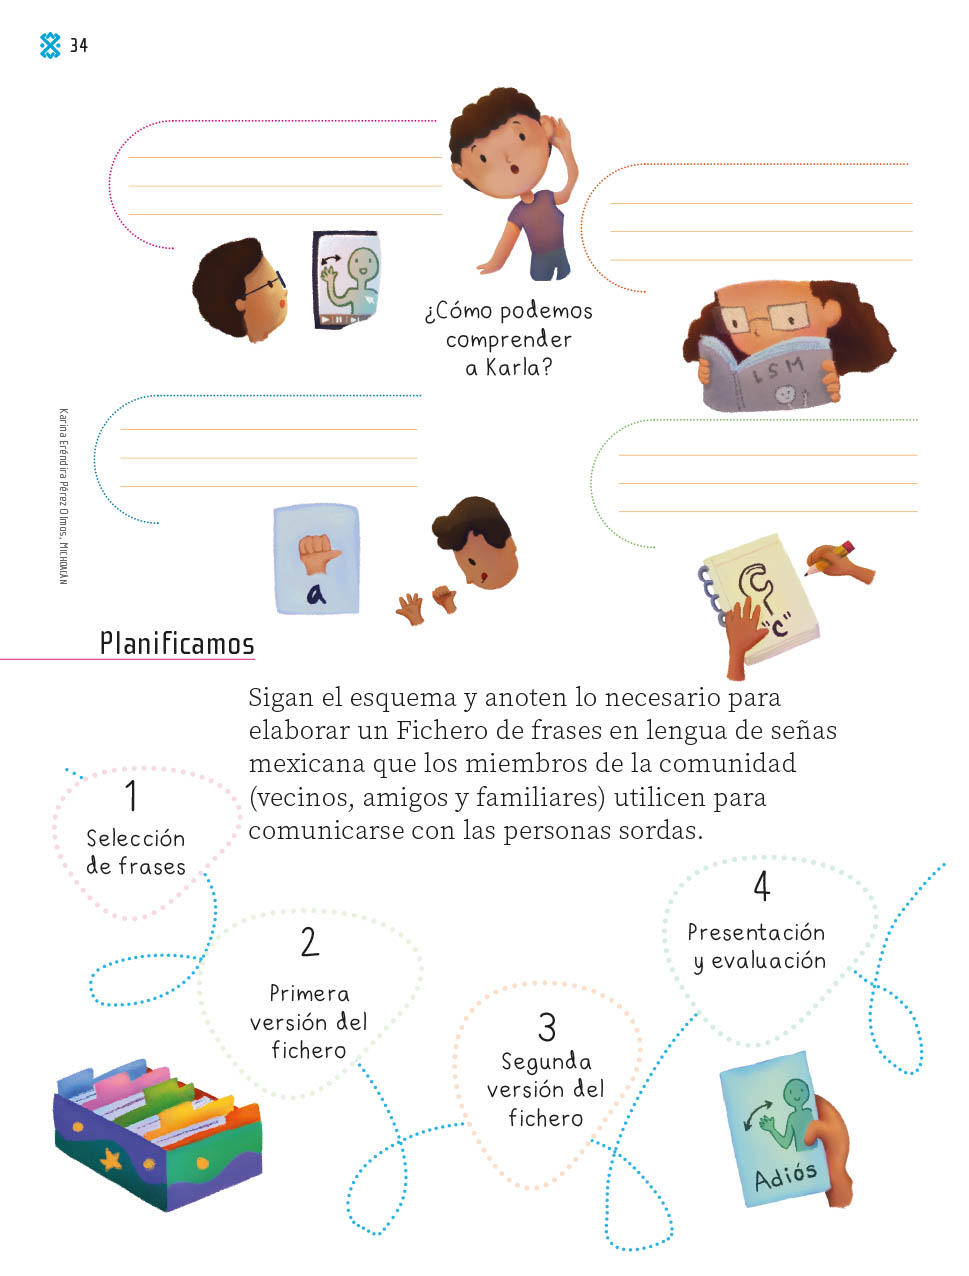 34
¿Cómo podemos
comprender
a Karla?
LSM
a
"C"
Karina Eréndira Pérez Olmos, Michoacán
Planificamos
Sigan el esquema y anoten lo necesario para
elaborar un Fichero de frases en lengua de señas
mexicana que los miembros de la comunidad
(vecinos, amigos y familiares) utilicen para
comunicarse con las personas sordas.
1
Selección
de frases
2
Primera
versión del
fichero
3
Segunda
versión del
fichero
4
Presentación
y evaluación
Adiós